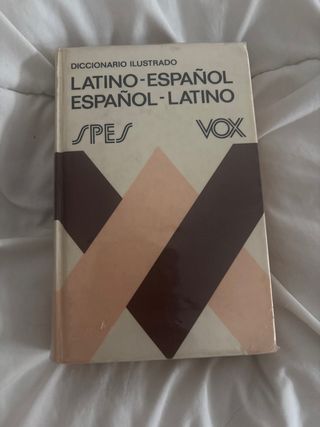 DICCIONARIO ILUSTRADO
LATINO-ESPAÑOL
ESPAÑOL-LATINO
SPES VOX